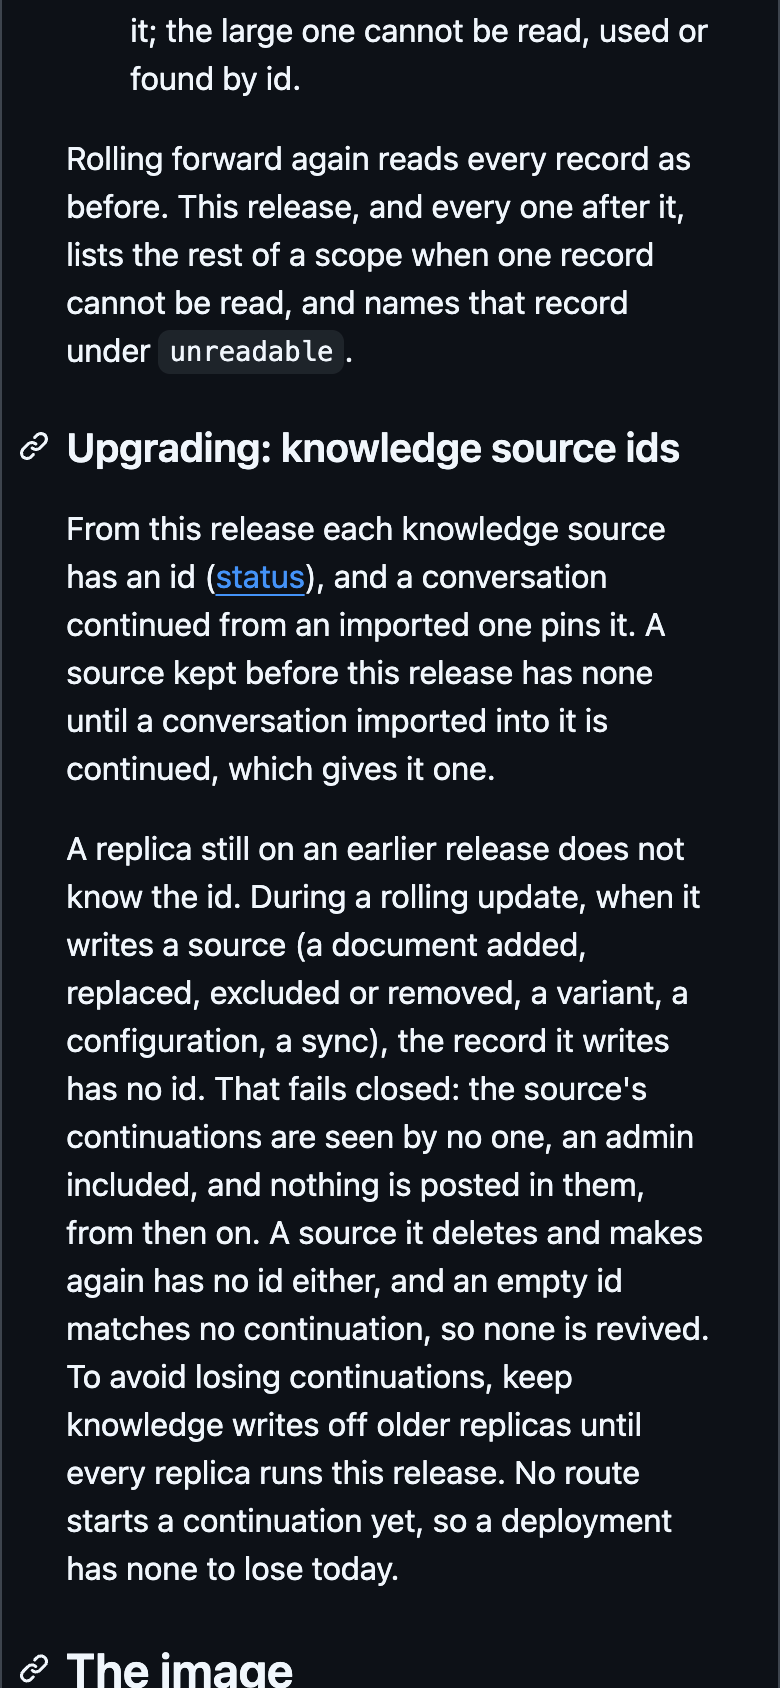 it; the large one cannot be read, used or
found by id.
Rolling forward again reads every record as
before. This release, and every one after it,
lists the rest of a scope when one record
cannot be read, and names that record
under unreadable.
Upgrading: knowledge source ids
From this release each knowledge source
has an id (status), and a conversation
continued from an imported one pins it. A
source kept before this release has none
until a conversation imported into it is
continued, which gives it one.
A replica still on an earlier release does not
know the id. During a rolling update, when it
writes a source (a document added,
replaced, excluded or removed, a variant, a
configuration, a sync), the record it writes
has no id. That fails closed: the source's
continuations are seen by no one, an admin
included, and nothing is posted in them,
from then on. A source it deletes and makes
again has no id either, and an empty id
matches no continuation, so none is revived.
To avoid losing continuations, keep
knowledge writes off older replicas until
every replica runs this release. No route
starts a continuation yet, so a deployment
has none to lose today.
The image